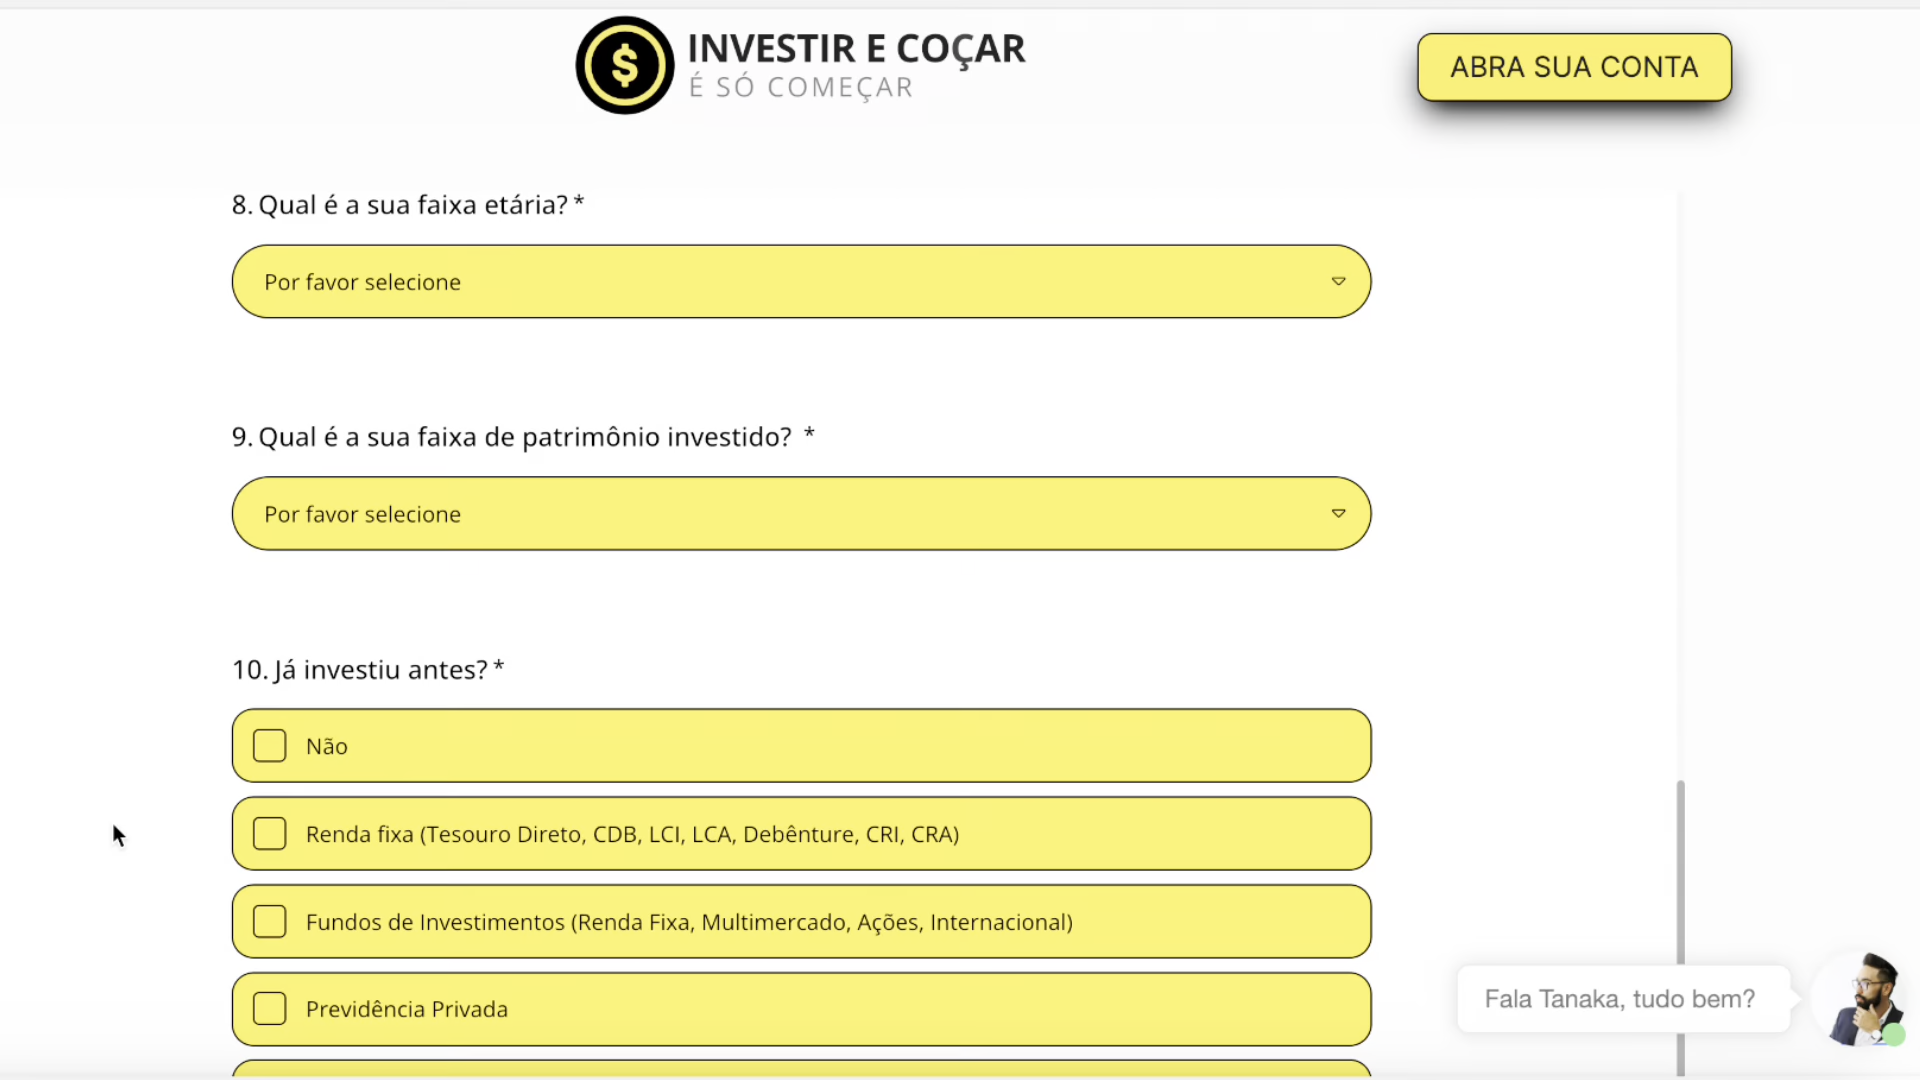 INVESTIR E COÇAR
É SÓ COMEÇAR
ABRA SUA CONTA
8. Qual é a sua faixa etária? *
Por favor selecione
9. Qual é a sua faixa de patrimônio investido? *
Por favor selecione
10. Já investiu antes? *
Não
Renda fixa (Tesouro Direto, CDB, LCI, LCA, Debênture, CRI, CRA)
Fundos de Investimentos (Renda Fixa, Multimercado, Ações, Internacional)
Previdência Privada
Fala Tanaka, tudo bem?